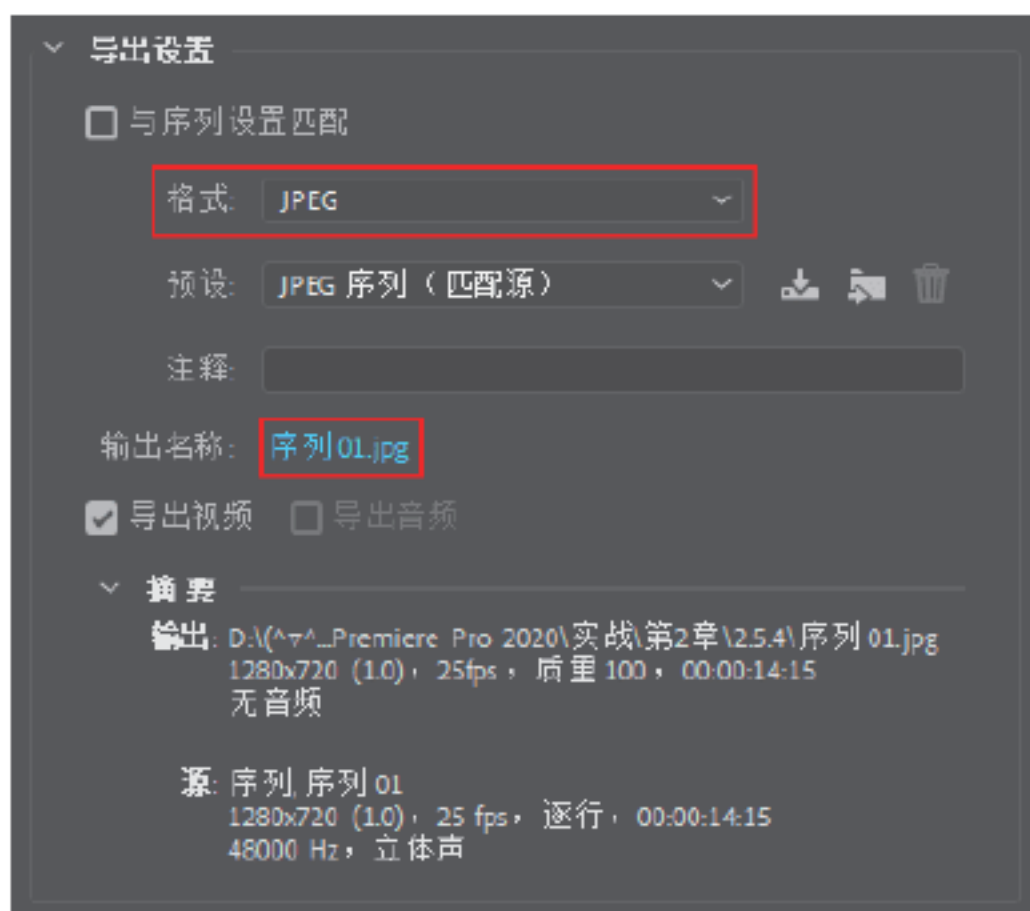 导出设置
与序列设置匹配
格式: JPEG
预设: JPEG 序列（匹配源）
注释:
输出名称: 序列 01.jpg
导出视频 导出音频
摘要
输出: D:\(^▽^_Premiere Pro 2020\实战\第2章\2.5.4\序列 01.jpg
1280x720 (1.0)，25fps，质量 100，00:00:14:15
无音频
源: 序列, 序列 01
1280x720 (1.0)，25 fps，逐行，00:00:14:15
48000 Hz，立体声